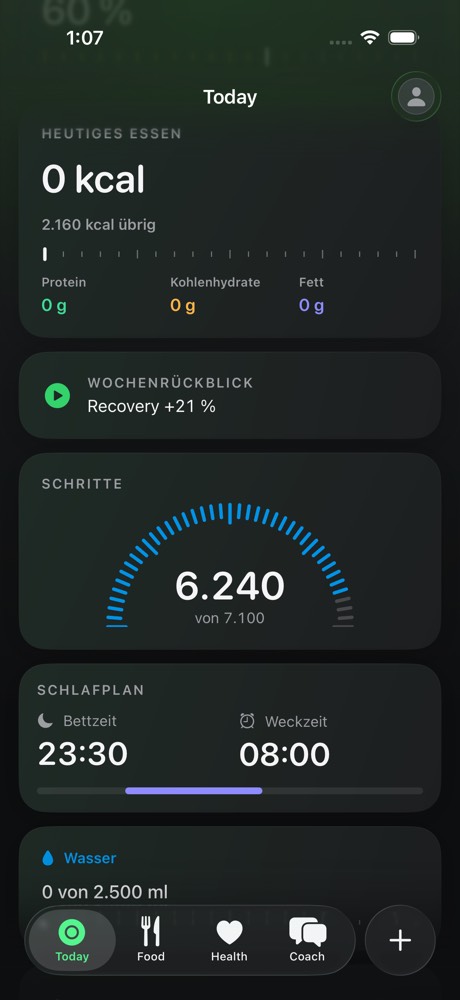 60 %
1:07
Today
HEUTIGES ESSEN
0 kcal
2.160 kcal übrig
Protein Kohlenhydrate Fett
0 g 0 g 0 g
WOCHENRÜCKBLICK
Recovery +21 %
SCHRITTE
6.240
von 7.100
SCHLAFPLAN
Bettzeit Weckzeit
23:30 08:00
Wasser
0 von 2.500 ml
Today Food Health Coach